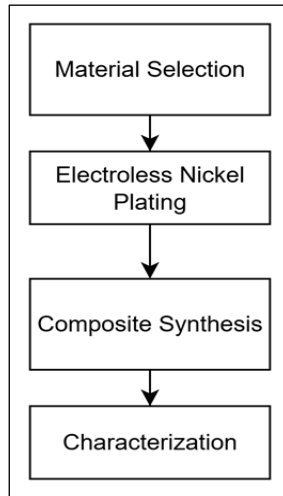 Material Selection
Electroless Nickel
Plating
Composite Synthesis
Characterization